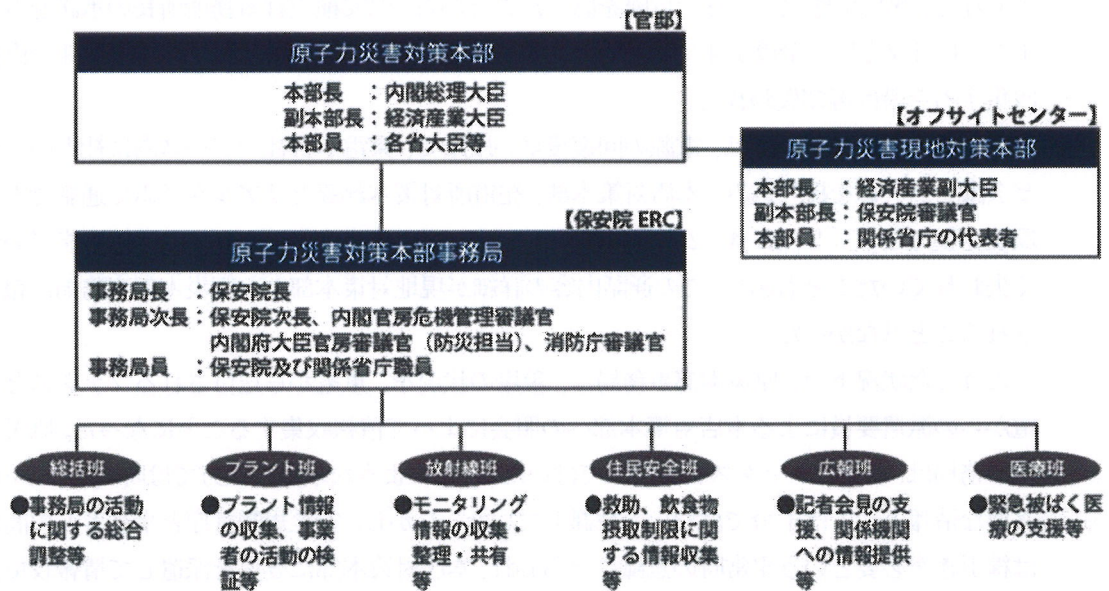 【官邸】
原子力災害対策本部
本部長　：内閣総理大臣
副本部長：経済産業大臣
本部員　：各省大臣等
【オフサイトセンター】
原子力災害現地対策本部
本部長　：経済産業副大臣
副本部長：保安院審議官
本部員　：関係省庁の代表者
【保安院 ERC】
原子力災害対策本部事務局
事務局長　：保安院長
事務局次長：保安院次長、内閣官房危機管理審議官
内閣府大臣官房審議官（防災担当）、消防庁審議官
事務局員　：保安院及び関係省庁職員
総括班
●事務局の活動
に関する総合
調整等
プラント班
●プラント情報
の収集、事業
者の活動の検
証等
放射線班
●モニタリング
情報の収集・
整理・共有
等
住民安全班
●救助、飲食物
摂取制限に関
する情報収集
等
広報班
●記者会見の支
援、関係機関
への情報提供
等
医療班
●緊急被ばく医
療の支援等